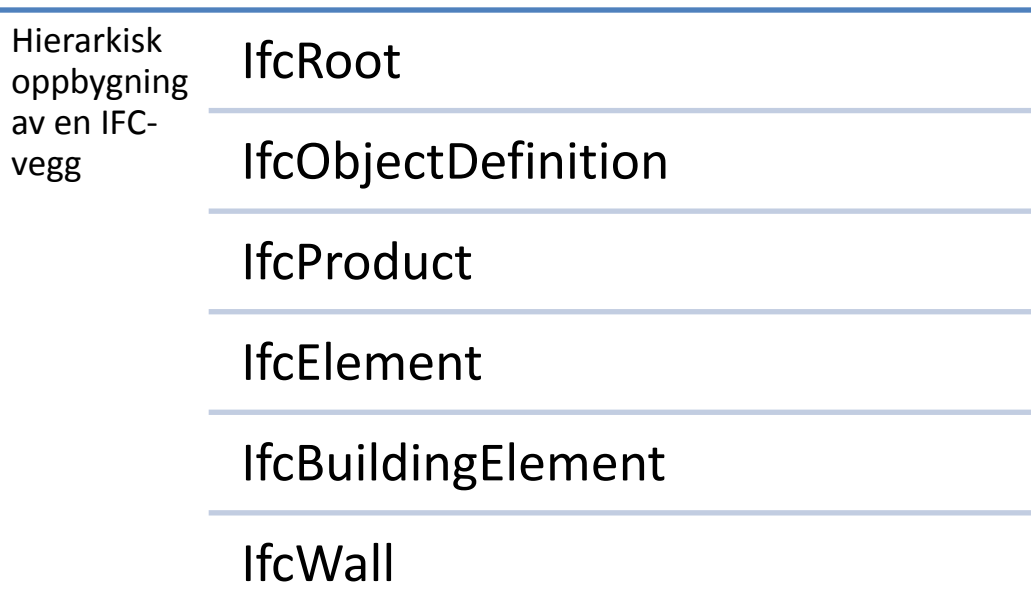 Hierarkisk
oppbygning
av en IFC-
vegg
IfcRoot
IfcObjectDefinition
IfcProduct
IfcElement
IfcBuildingElement
IfcWall